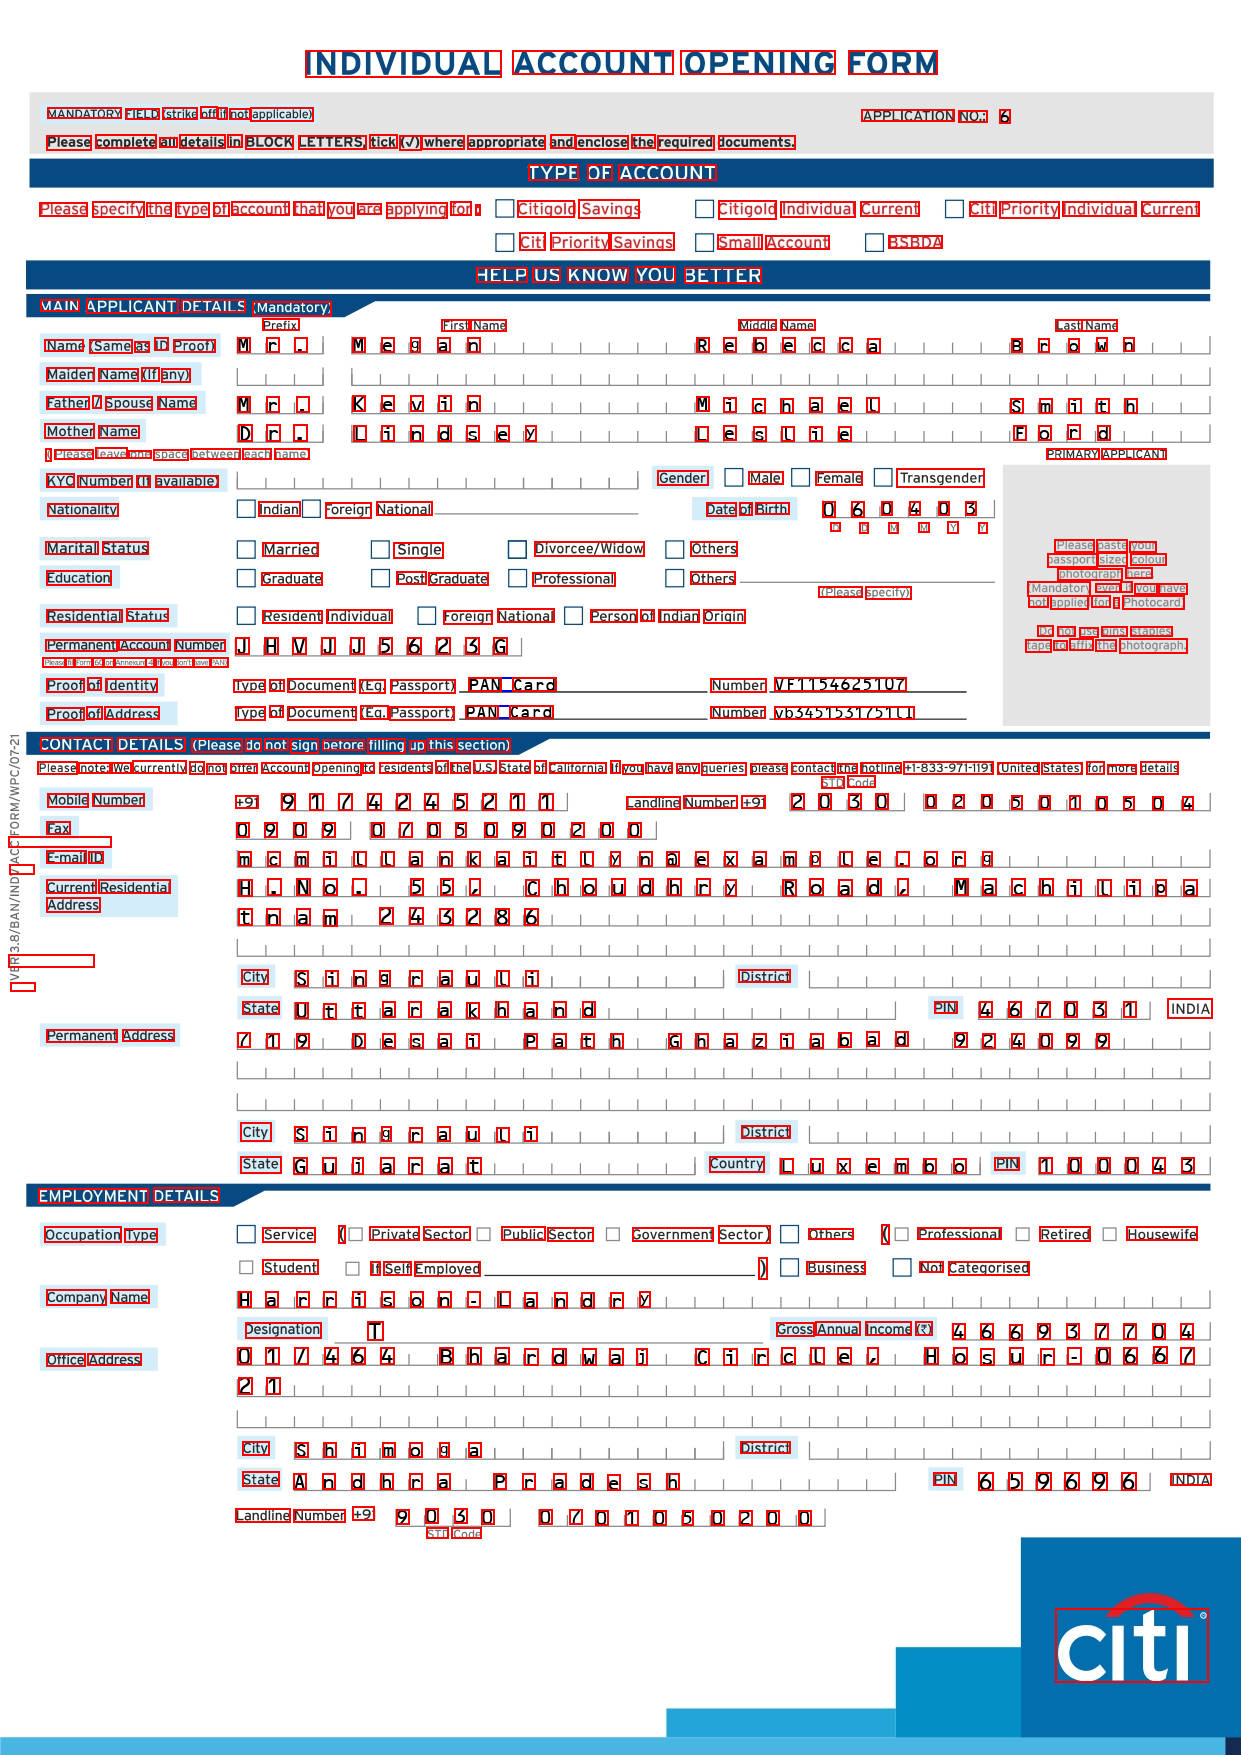 INDIVIDUAL ACCOUNT OPENING FORM
MANDATORY FIELD (strike off if not applicable)
APPLICATION NO.: 6
Please complete all details in BLOCK LETTERS, tick (√) where appropriate and enclose the required documents.
TYPE OF ACCOUNT
Please specify the type of account that you are applying for : Citigold Savings Citigold Individual Current Citi Priority Individual Current
Citi Priority Savings Small Account BSBDA
HELP US KNOW YOU BETTER
MAIN APPLICANT DETAILS (Mandatory)
Prefix First Name Middle Name Last Name
Name (Same as ID Proof) Mr. Megan Rebecca Brown
Maiden Name (If any)
Father / Spouse Name Mr. Kevin Michael Smith
Mother Name Dr. Lindsey Leslie Ford
( Please leave one space between each name)
PRIMARY APPLICANT
KYC Number (If available) Gender Male Female Transgender
Nationality Indian Foreign National Date of Birth 060403
D D M M Y Y
Marital Status Married Single Divorcee/Widow Others
Education Graduate Post Graduate Professional Others
(Please specify)
Please paste your
passport sized colour
photograph here
(Mandatory even if you have
not applied for a Photocard)
Do not use pins, staples,
tape to affix the photograph.
Residential Status Resident Individual Foreign National Person of Indian Origin
Permanent Account Number JHVJJ5623G
(Please fill Form 60 or Annexure 4 if you don't have PAN)
Proof of Identity Type of Document (Eg. Passport) PAN_Card Number VF1154625107
Proof of Address Type of Document (Eg. Passport) PAN_Card Number
CONTACT DETAILS (Please do not sign before filling up this section)
Please note: We currently do not offer Account Opening to residents of the U.S. State of California. If you have any queries please contact the hotline +1-833-971-1191 (United States) for more details
STD Code
Mobile Number +91 9174245211 Landline Number +91 2030 0205010504
Fax 0909 0705090200
E-mail ID mcmillankaitlyn@example.org
Current Residential Address H. No. 55, Choudhry Road, Machilipa
tnam 243286
City Singrauli District
State Uttarakhand PIN 467031 INDIA
Permanent Address 719 Desai Path Ghaziabad 924099
City Singrauli District
State Gujarat Country Luxembo PIN 100043
EMPLOYMENT DETAILS
Occupation Type Service ( Private Sector Public Sector Government Sector) Others ( Professional Retired Housewife
Student If Self Employed ) Business Not Categorised
Company Name Harrison-Landry
Designation T Gross Annual Income (₹) 466937704
Office Address 017464 Bhardwaj Circle, Hosur-0667
21
City Shimoga District
State Andhra Pradesh PIN 659696 INDIA
Landline Number +91 9030 0701050200
STD Code
VER 3.8/BAN/INDV ACC FORM/WPC/07-21
citi